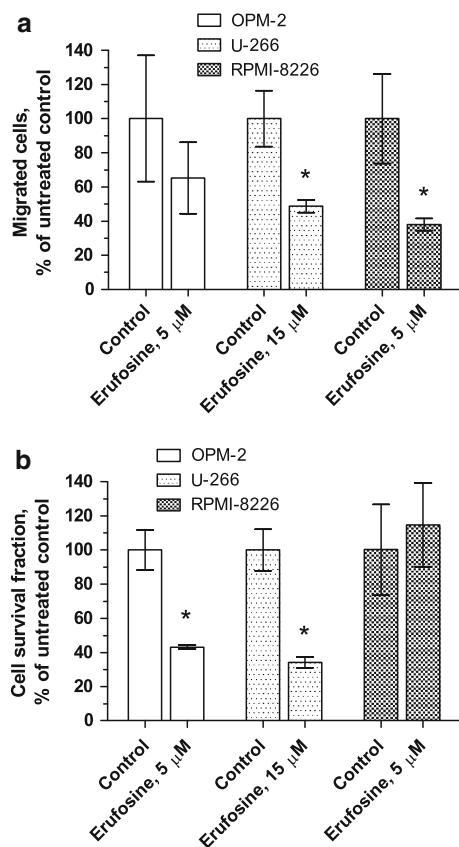 a
OPM-2
U-266
RPMI-8226
Migrated cells,
% of untreated control
140
120
100
80
60
40
20
0
*
*
Control
Erufosine, 5 μM
Control
Erufosine, 15 μM
Control
Erufosine, 5 μM
b
OPM-2
U-266
RPMI-8226
Cell survival fraction,
% of untreated control
140
120
100
80
60
40
20
0
*
*
Control
Erufosine, 5 μM
Control
Erufosine, 15 μM
Control
Erufosine, 5 μM